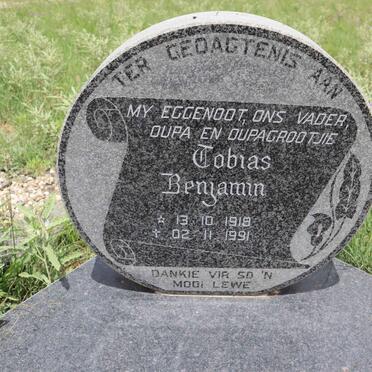 TER GEDAGTENIS AAN
MY EGGENOOT, ONS VADER,
OUPA EN OUPAGROOTJIE
Tobias
Benjamin
☆ 13.10.1918
✝ 02.11.1991
DANKIE VIR SO 'N
MOOI LEWE